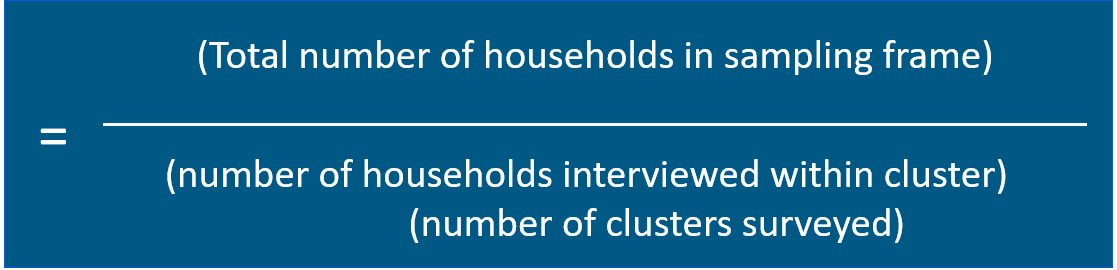 (Total number of households in sampling frame)
=
(number of households interviewed within cluster)
(number of clusters surveyed)